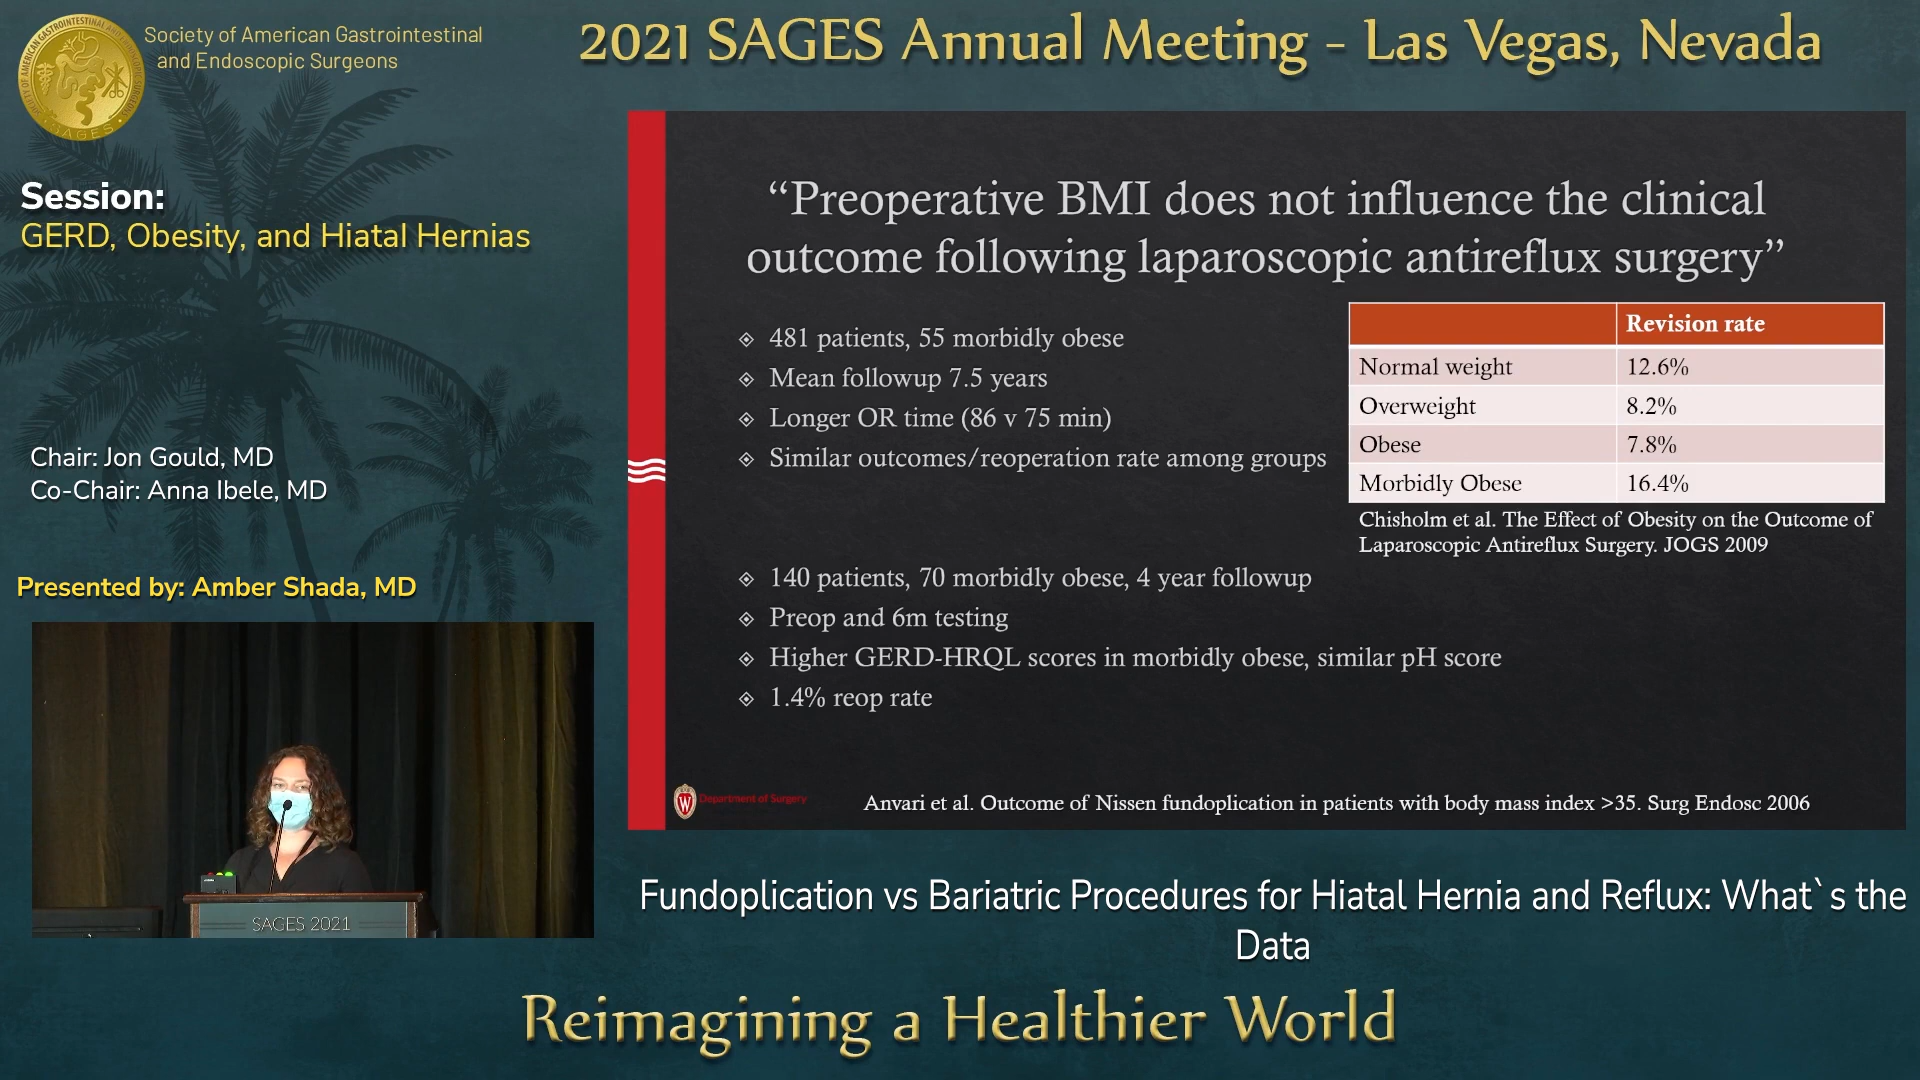 Society of American Gastrointestinal
and Endoscopic Surgeons
2021 SAGES Annual Meeting - Las Vegas, Nevada
SAGES
Session:
GERD, Obesity, and Hiatal Hernias
Chair: Jon Gould, MD
Co-Chair: Anna Ibele, MD
Presented by: Amber Shada, MD
SAGES 2021
“Preoperative BMI does not influence the clinical
outcome following laparoscopic antireflux surgery”
481 patients, 55 morbidly obese
Mean followup 7.5 years
Longer OR time (86 v 75 min)
Similar outcomes/reoperation rate among groups
Revision rate
Normal weight 12.6%
Overweight 8.2%
Obese 7.8%
Morbidly Obese 16.4%
Chisholm et al. The Effect of Obesity on the Outcome of
Laparoscopic Antireflux Surgery. JOGS 2009
140 patients, 70 morbidly obese, 4 year followup
Preop and 6m testing
Higher GERD-HRQL scores in morbidly obese, similar pH score
1.4% reop rate
W Department of Surgery
Anvari et al. Outcome of Nissen fundoplication in patients with body mass index >35. Surg Endosc 2006
Fundoplication vs Bariatric Procedures for Hiatal Hernia and Reflux: What`s the
Data
Reimagining a Healthier World